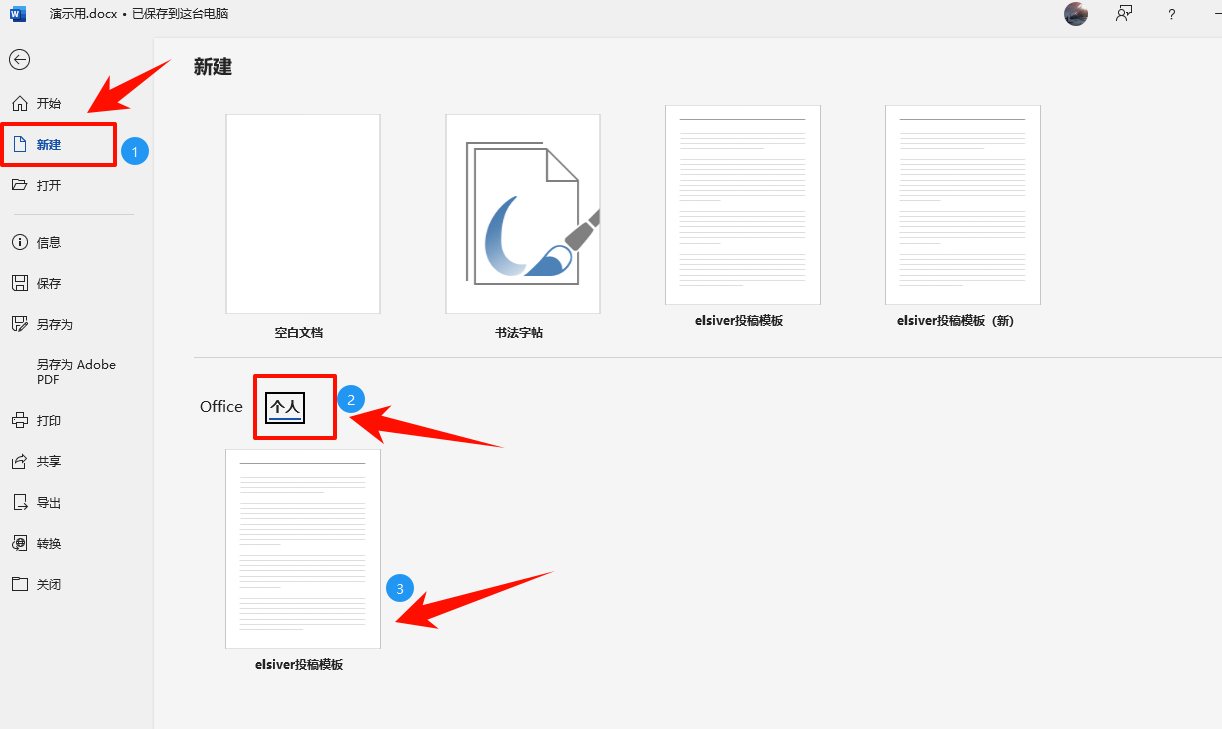 演示用.docx • 已保存到这台电脑
?
新建
开始
新建
1
打开
信息
保存
另存为
另存为 Adobe
PDF
打印
共享
导出
转换
关闭
空白文档
书法字帖
elsiver投稿模板
elsiver投稿模板（新）
Office
个人
2
3
elsiver投稿模板